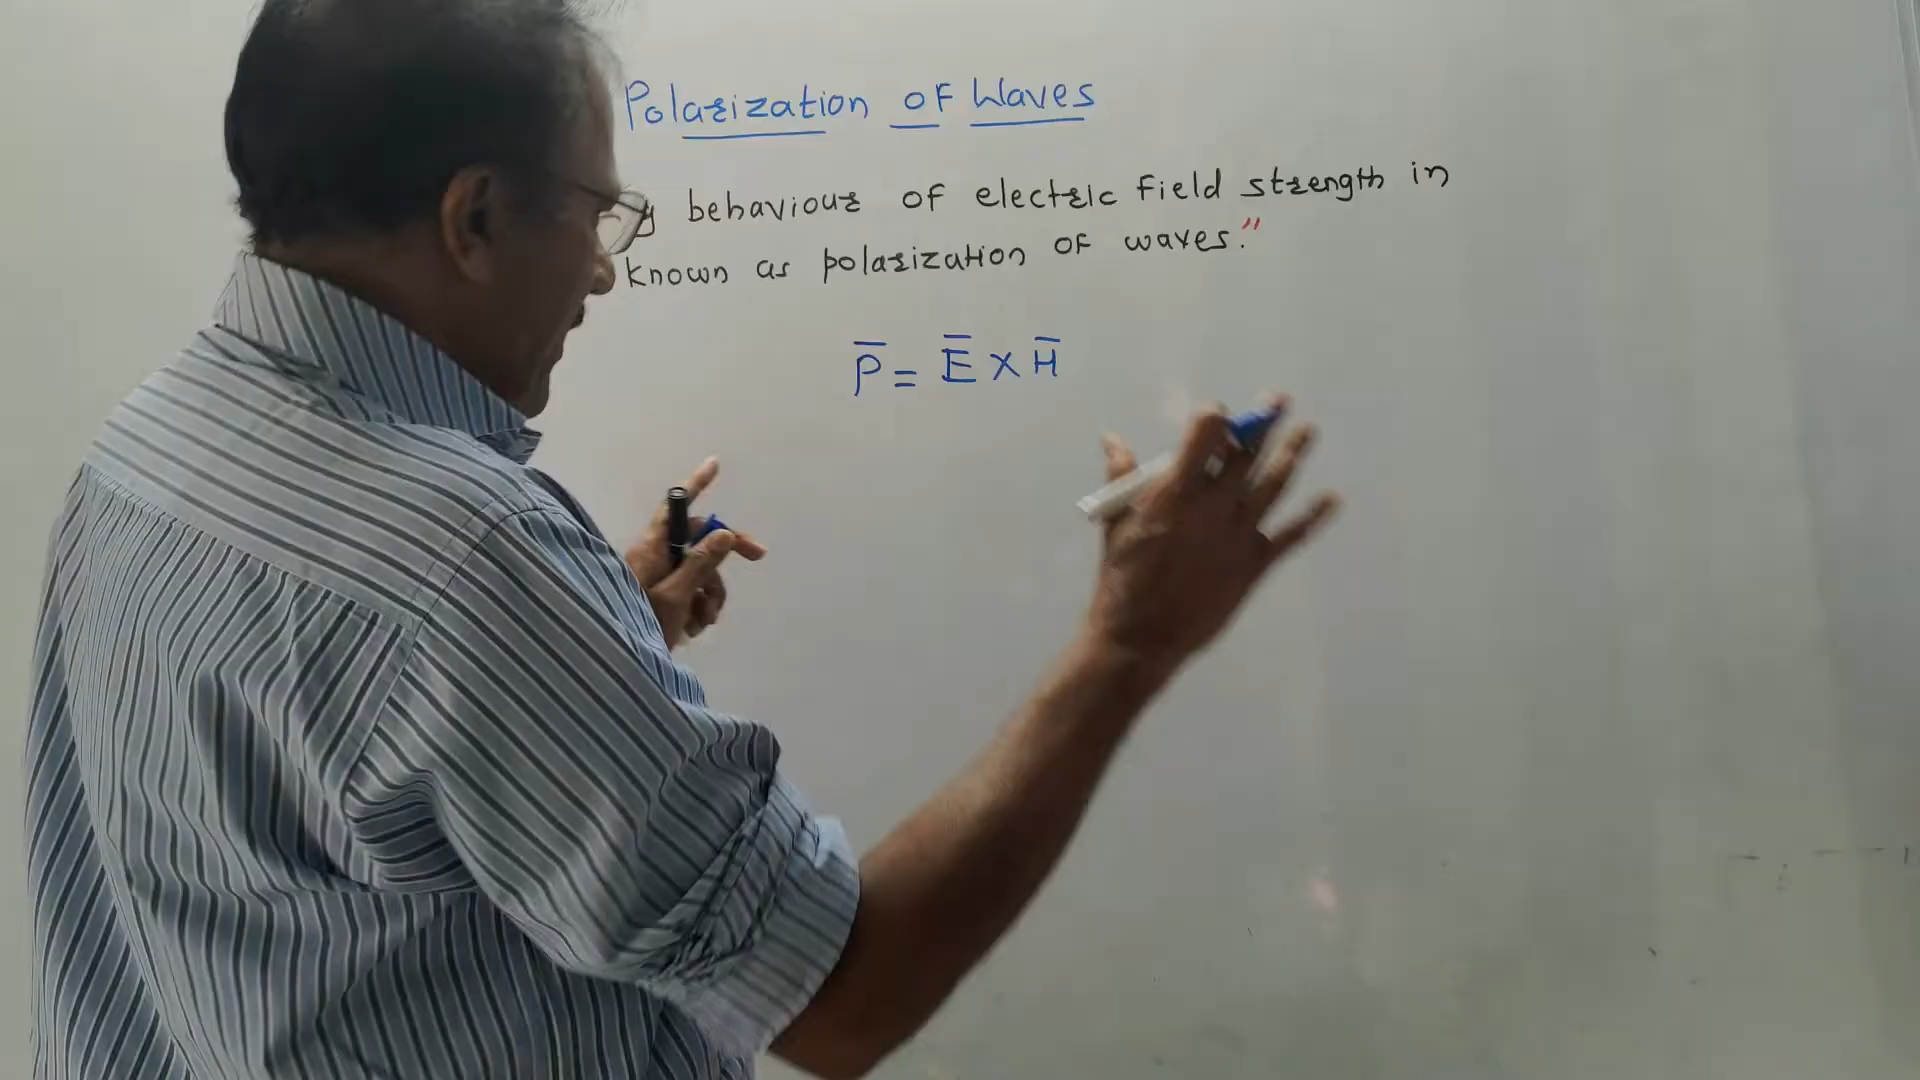 Polarization of Waves
behaviour of electric field strength in
known as polarization of waves."
P̅ = E̅ × H̅